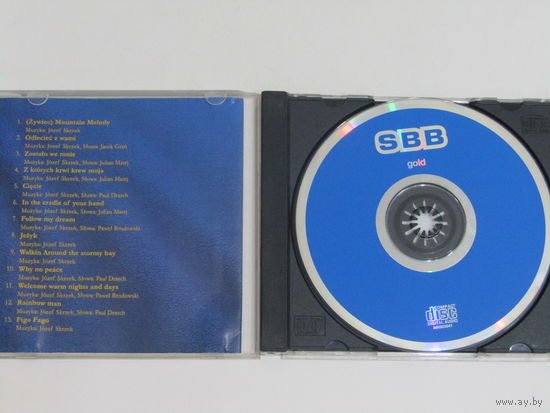 1. (Żywiec) Mountain Melody
Muzyka: Józef Skrzek
2. Odlecieć z wami
Muzyka: Józef Skrzek, Słowa: Jacek Grań
3. Zostało we mnie
Muzyka: Józef Skrzek, Słowa: Julian Matej
4. Z których krwi krew moja
Muzyka: Józef Skrzek, Słowa: Julian Matej
5. Gięcie
Muzyka: Józef Skrzek, Słowa: Paul Drusch
6. In the cradle of your hand
Muzyka: Józef Skrzek, Słowa: Julian Matej
7. Follow my dream
Muzyka: Józef Skrzek, Słowa: Paweł Brodowski
8. Jeżyk
Muzyka: Józef Skrzek
9. Walkin Around the stormy bay
Muzyka: Józef Skrzek
10. Why no peace
Muzyka: Józef Skrzek, Słowa: Paul Drusch
11. Welcome warm nights and days
Muzyka: Józef Skrzek, Słowa: Paweł Brodowski
12. Rainbow man
Muzyka: Józef Skrzek, Słowa: Paul Drusch
13. Figo Fago
Muzyka: Józef Skrzek
SBB
gold
COMPACT
disc
DIGITAL AUDIO
www.ay.by